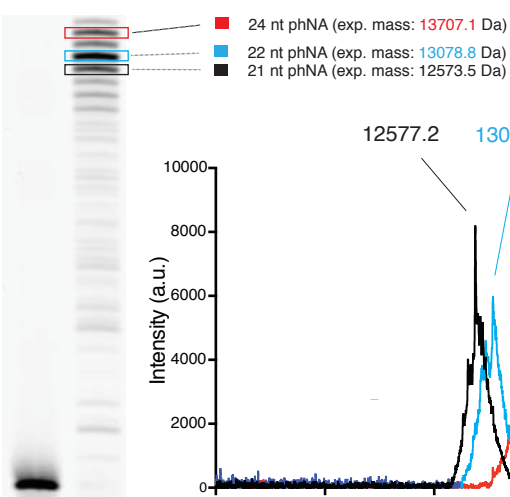 24 nt phNA (exp. mass: 13707.1 Da)
22 nt phNA (exp. mass: 13078.8 Da)
21 nt phNA (exp. mass: 12573.5 Da)
12577.2 130
10000
8000
6000
4000
2000
0
Intensity (a.u.)